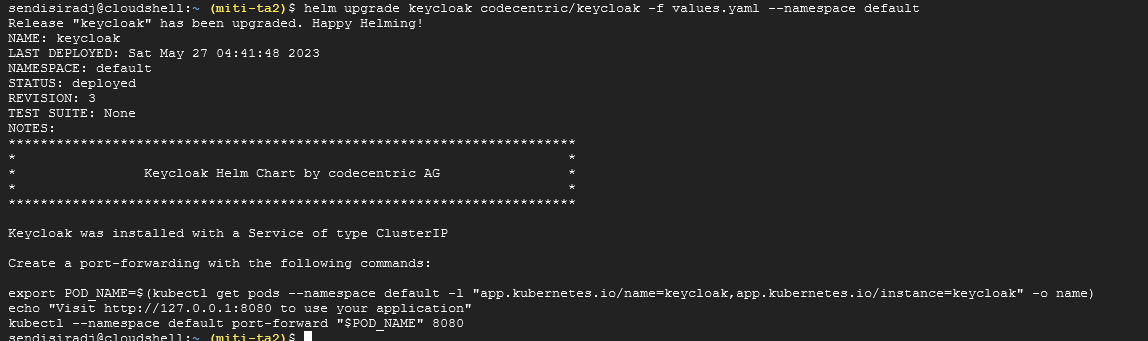 sendisiradj@cloudshell:~ (miti-ta2)$ helm upgrade keycloak codecentric/keycloak -f values.yaml --namespace default
Release "keycloak" has been upgraded. Happy Helming!
NAME: keycloak
LAST DEPLOYED: Sat May 27 04:41:48 2023
NAMESPACE: default
STATUS: deployed
REVISION: 3
TEST SUITE: None
NOTES:
***********************************************************************
*                                                                     *
*                Keycloak Helm Chart by codecentric AG                *
*                                                                     *
***********************************************************************
Keycloak was installed with a Service of type ClusterIP
Create a port-forwarding with the following commands:
export POD_NAME=$(kubectl get pods --namespace default -l "app.kubernetes.io/name=keycloak,app.kubernetes.io/instance=keycloak" -o name)
echo "Visit http://127.0.0.1:8080 to use your application"
kubectl --namespace default port-forward "$POD_NAME" 8080
sendisiradj@cloudshell:~ (miti-ta2)$